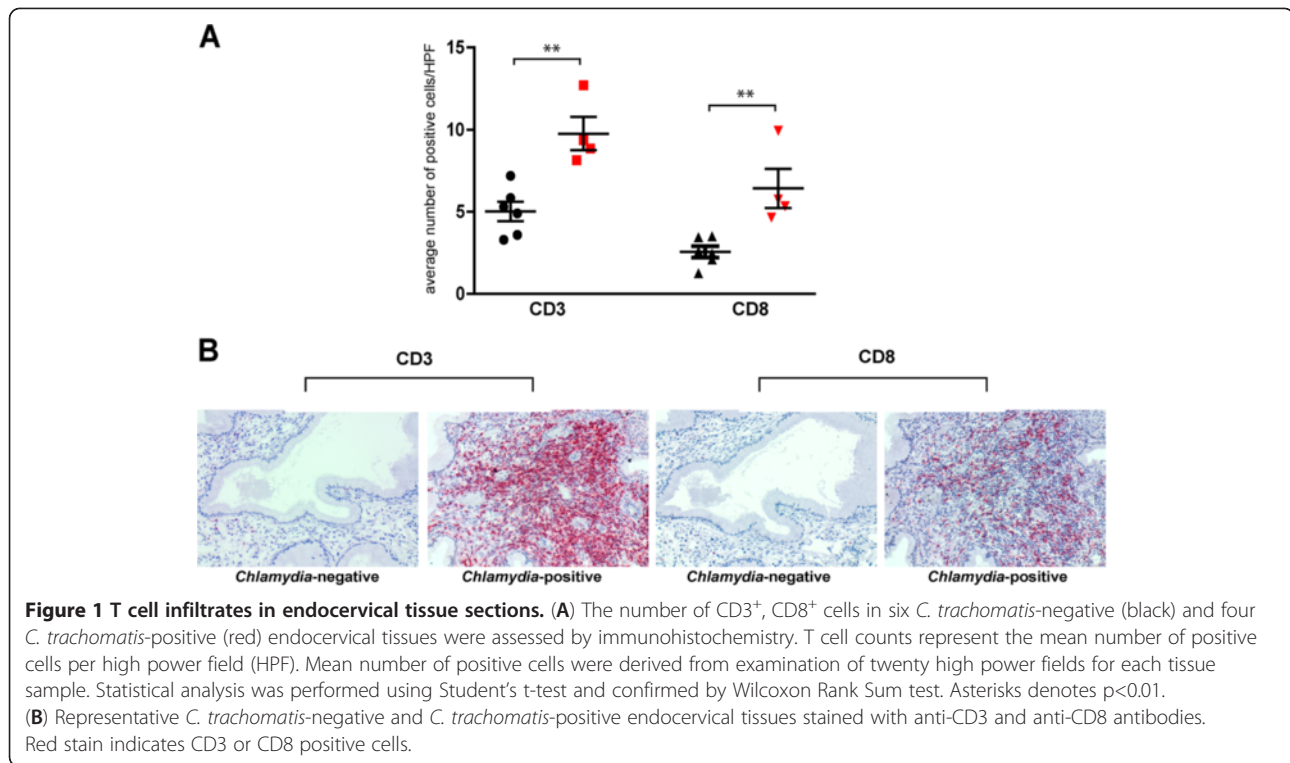 A
average number of positive cells/HPF
15
10
5
0
**
**
CD3
CD8
B
CD3
CD8
Chlamydia-negative
Chlamydia-positive
Chlamydia-negative
Chlamydia-positive
Figure 1 T cell infiltrates in endocervical tissue sections. (A) The number of CD3+, CD8+ cells in six C. trachomatis-negative (black) and four
C. trachomatis-positive (red) endocervical tissues were assessed by immunohistochemistry. T cell counts represent the mean number of positive
cells per high power field (HPF). Mean number of positive cells were derived from examination of twenty high power fields for each tissue
sample. Statistical analysis was performed using Student's t-test and confirmed by Wilcoxon Rank Sum test. Asterisks denotes p<0.01.
(B) Representative C. trachomatis-negative and C. trachomatis-positive endocervical tissues stained with anti-CD3 and anti-CD8 antibodies.
Red stain indicates CD3 or CD8 positive cells.